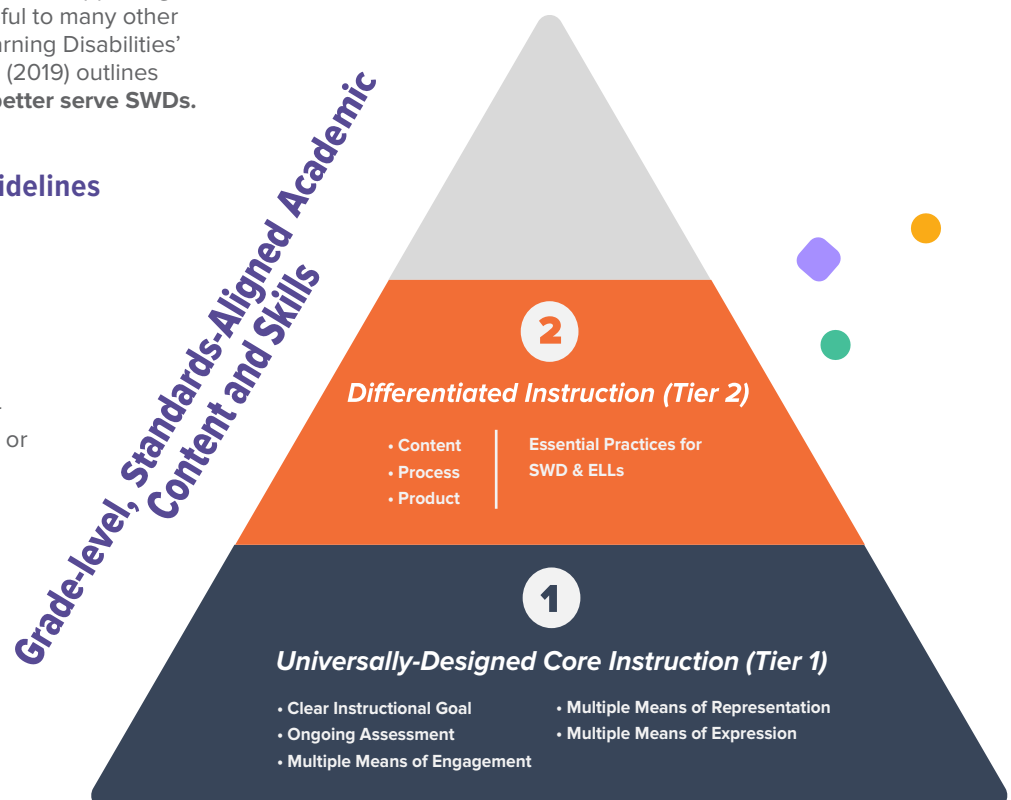 ful to many other
rning Disabilities’
(2019) outlines
etter serve SWDs.
idelines
or
Grade-level, Standards-Aligned Academic
Content and Skills
2
Differentiated Instruction (Tier 2)
• Content
• Process
• Product
Essential Practices for
SWD & ELLs
1
Universally-Designed Core Instruction (Tier 1)
• Clear Instructional Goal
• Ongoing Assessment
• Multiple Means of Engagement
• Multiple Means of Representation
• Multiple Means of Expression